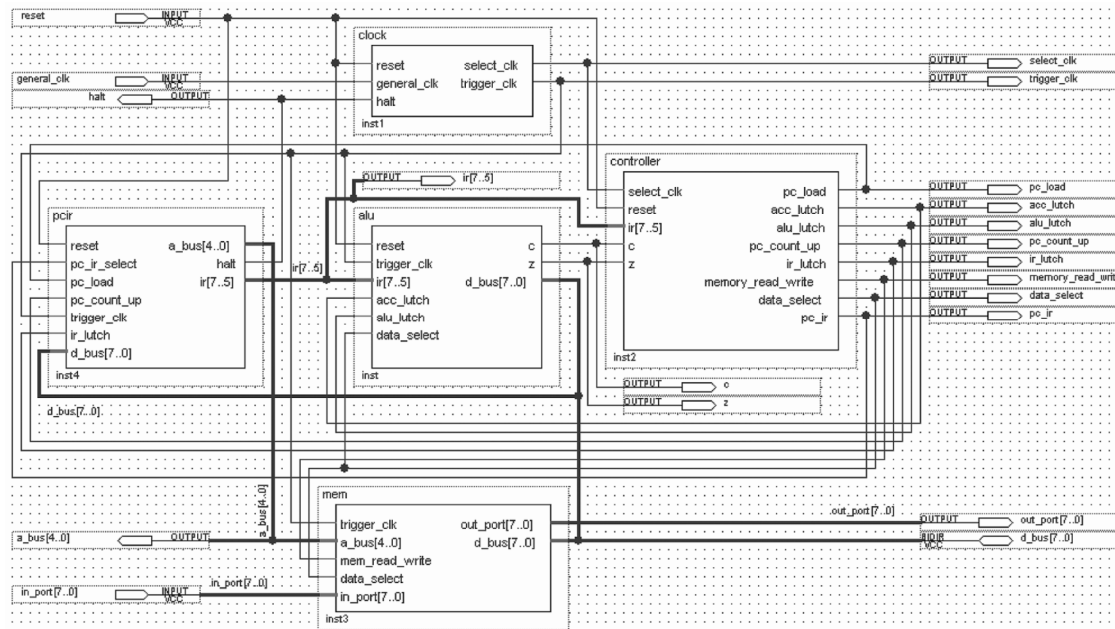 reset
INPUT
VCC
general_clk
INPUT
VCC
halt
OUTPUT
clock
reset
general_clk
halt
select_clk
trigger_clk
inst1
OUTPUT
select_clk
OUTPUT
trigger_clk
OUTPUT
ir[7..5]
controller
select_clk
reset
ir[7..5]
c
z
pc_load
acc_lutch
alu_lutch
pc_count_up
ir_lutch
memory_read_write
data_select
pc_ir
inst2
OUTPUT
pc_load
OUTPUT
acc_lutch
OUTPUT
alu_lutch
OUTPUT
pc_count_up
OUTPUT
ir_lutch
OUTPUT
memory_read_writ
OUTPUT
data_select
OUTPUT
pc_ir
pcir
reset
pc_ir_select
pc_load
pc_count_up
trigger_clk
ir_lutch
d_bus[7..0]
a_bus[4..0]
halt
ir[7..5]
inst4
ir[7..5]
alu
reset
trigger_clk
ir[7..5]
acc_lutch
alu_lutch
data_select
c
z
d_bus[7..0]
inst
OUTPUT
c
OUTPUT
z
d_bus[7..0]
a_bus[4..0]
mem
trigger_clk
a_bus[4..0]
mem_read_write
data_select
in_port[7..0]
out_port[7..0]
d_bus[7..0]
inst3
out_port[7..0]
OUTPUT
out_port[7..0]
BIDIR
VCC
d_bus[7..0]
a_bus[4..0]
OUTPUT
in_port[7..0]
INPUT
VCC
in_port[7..0]